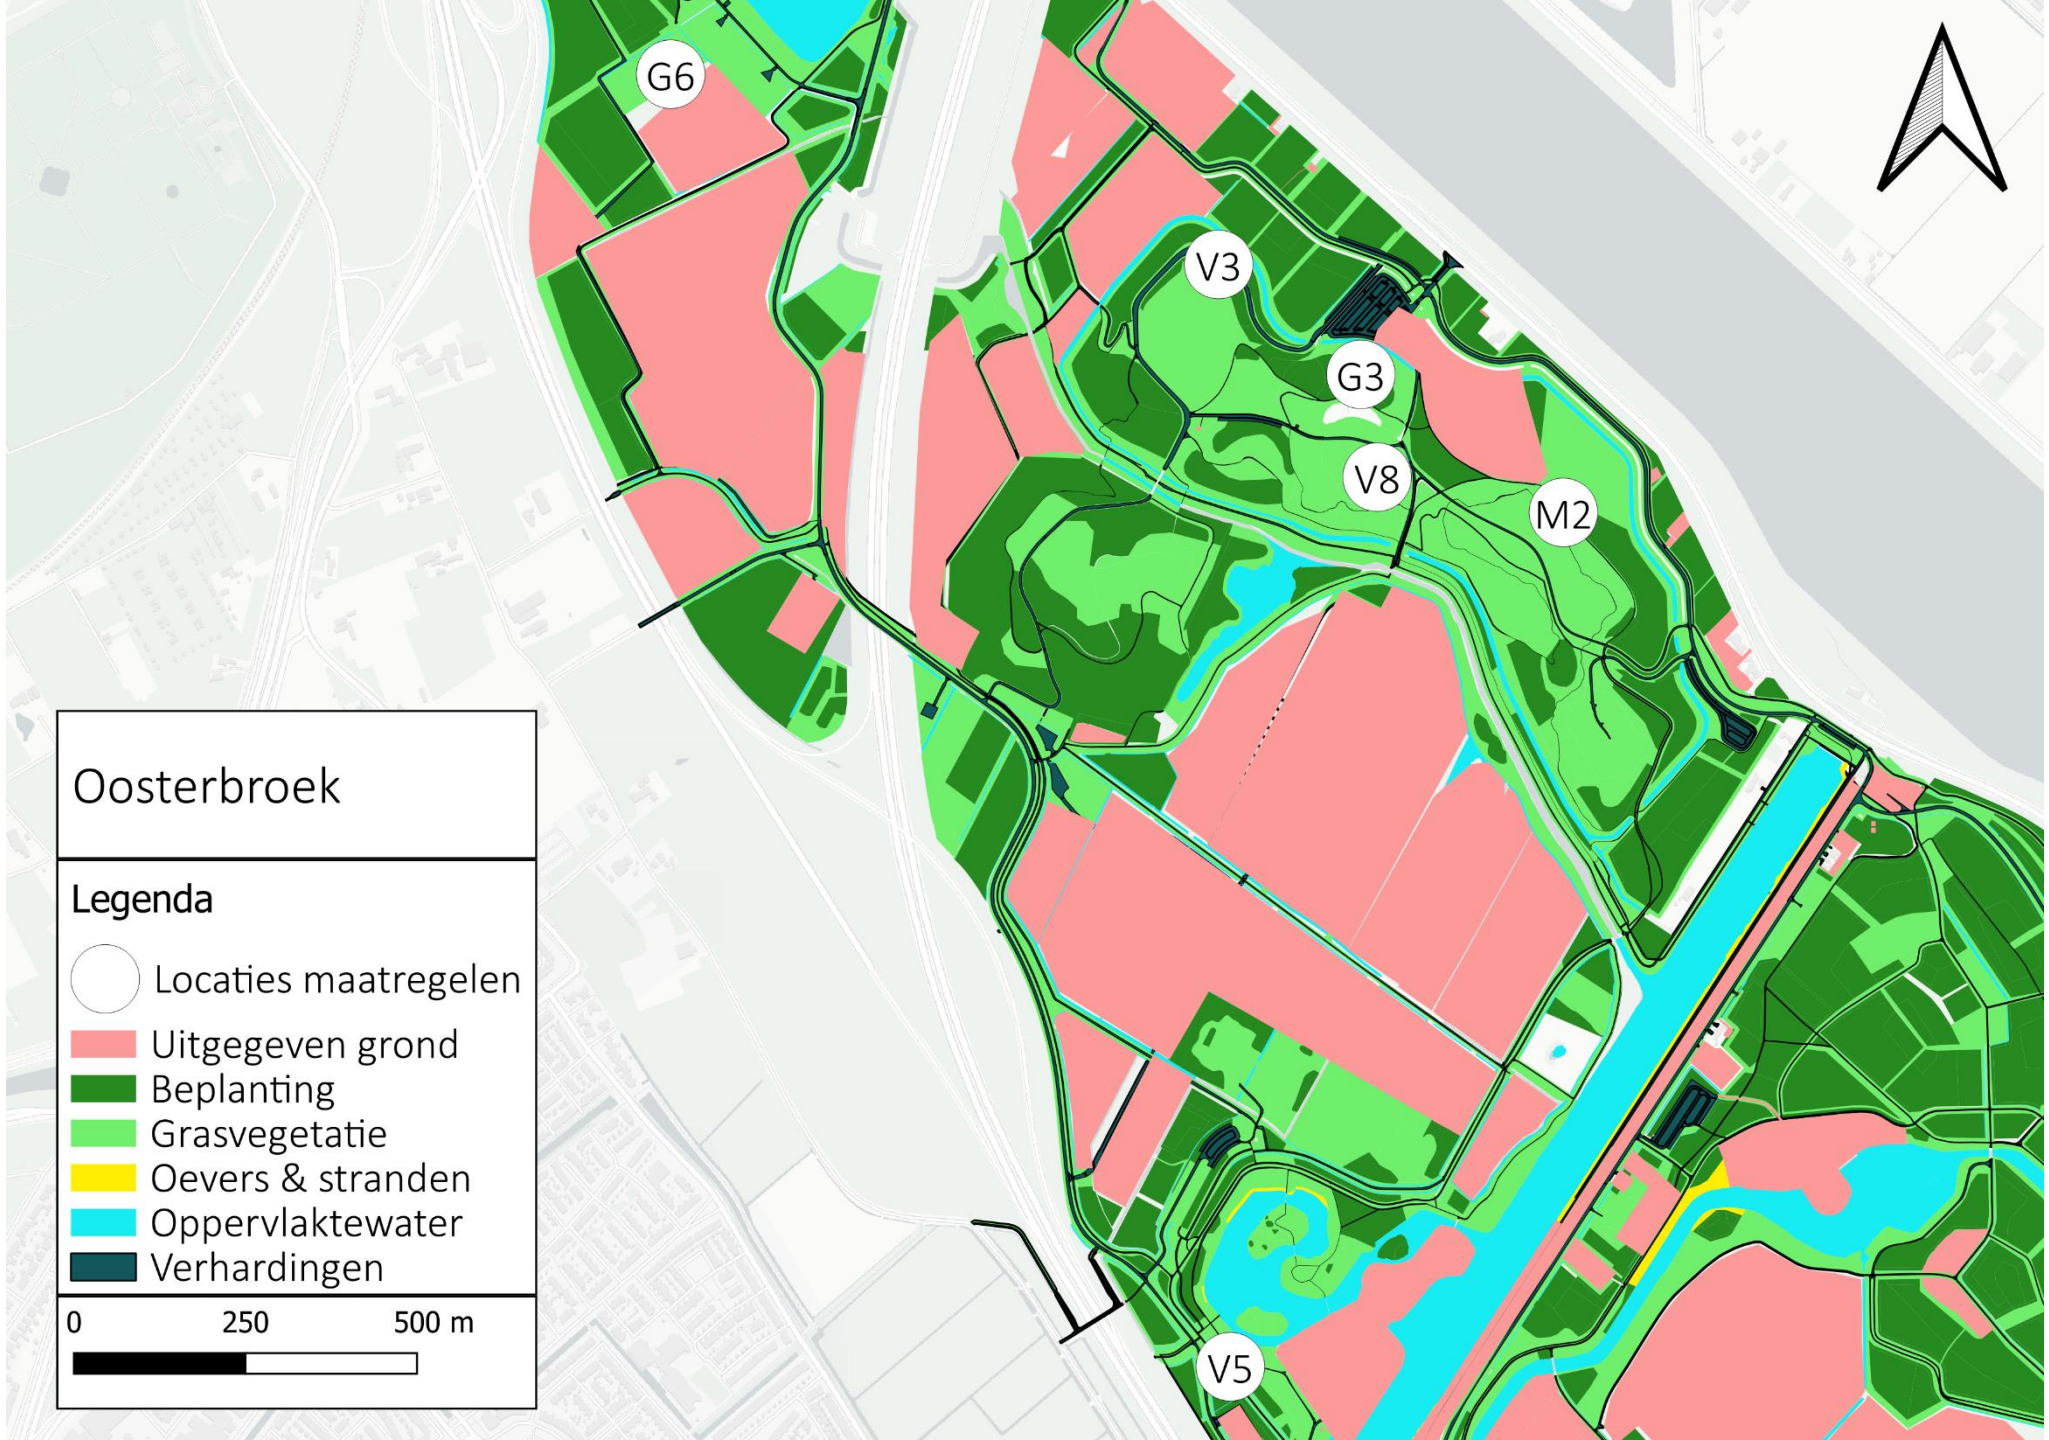 G6
V3
G3
V8
M2
Oosterbroek
Legenda
Locaties maatregelen
Uitgegeven grond
Beplanting
Grasvegetatie
Oevers & stranden
Oppervlaktewater
Verhardingen
0 250 500 m
V5